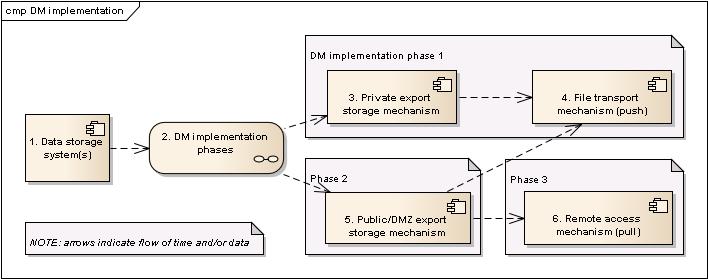 cmp DM implementation
DM implementation phase 1
3. Private export
storage mechanism
4. File transport
mechanism (push)
1. Data storage
system(s)
2. DM implementation
phases
Phase 2
5. Public/DMZ export
storage mechanism
Phase 3
6. Remote access
mechanism (pull)
NOTE: arrows indicate flow of time and/or data